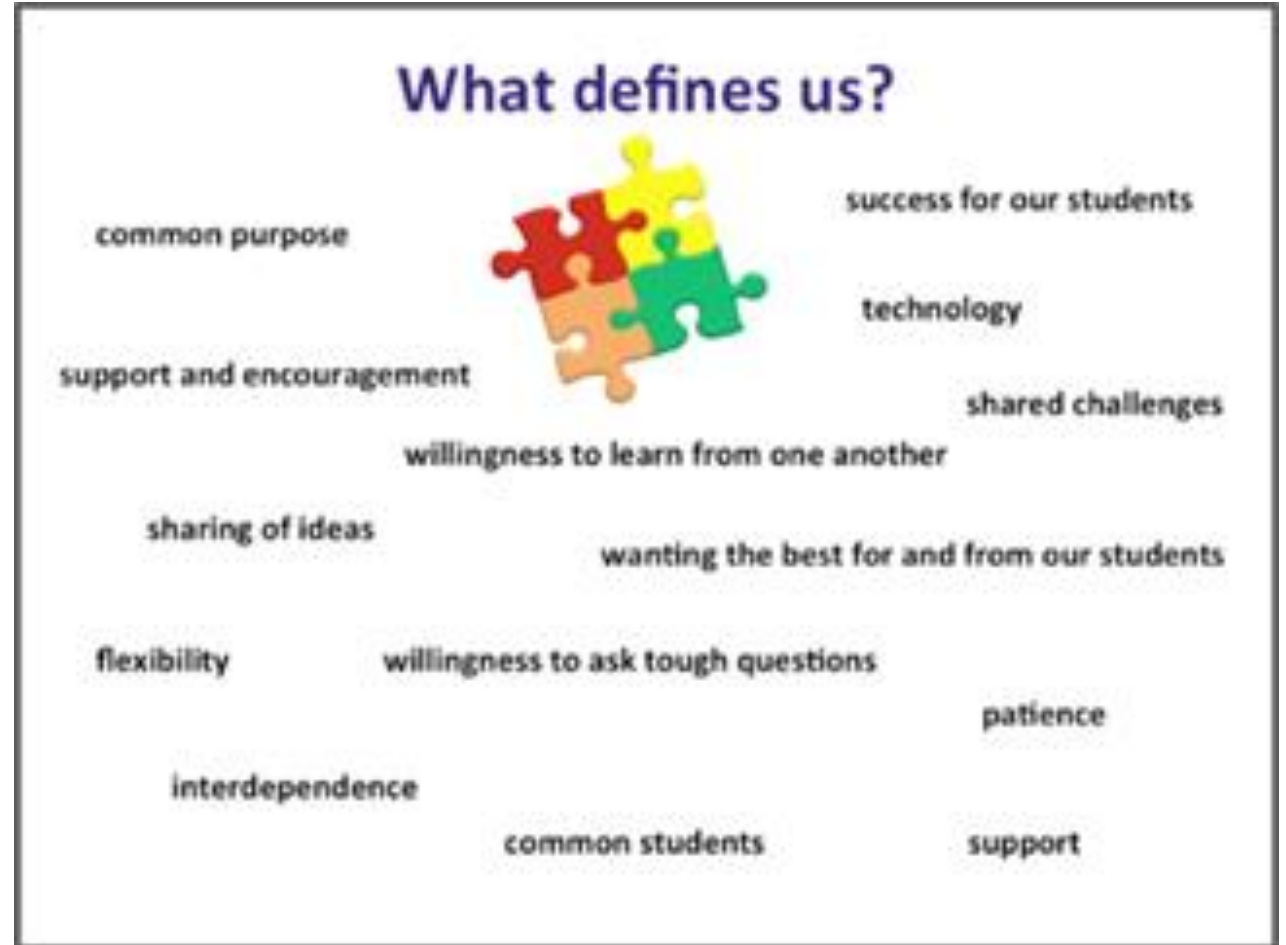 What defines us?
success for our students
common purpose
technology
support and encouragement
shared challenges
willingness to learn from one another
sharing of ideas
wanting the best for and from our students
flexibility
willingness to ask tough questions
patience
interdependence
common students
support